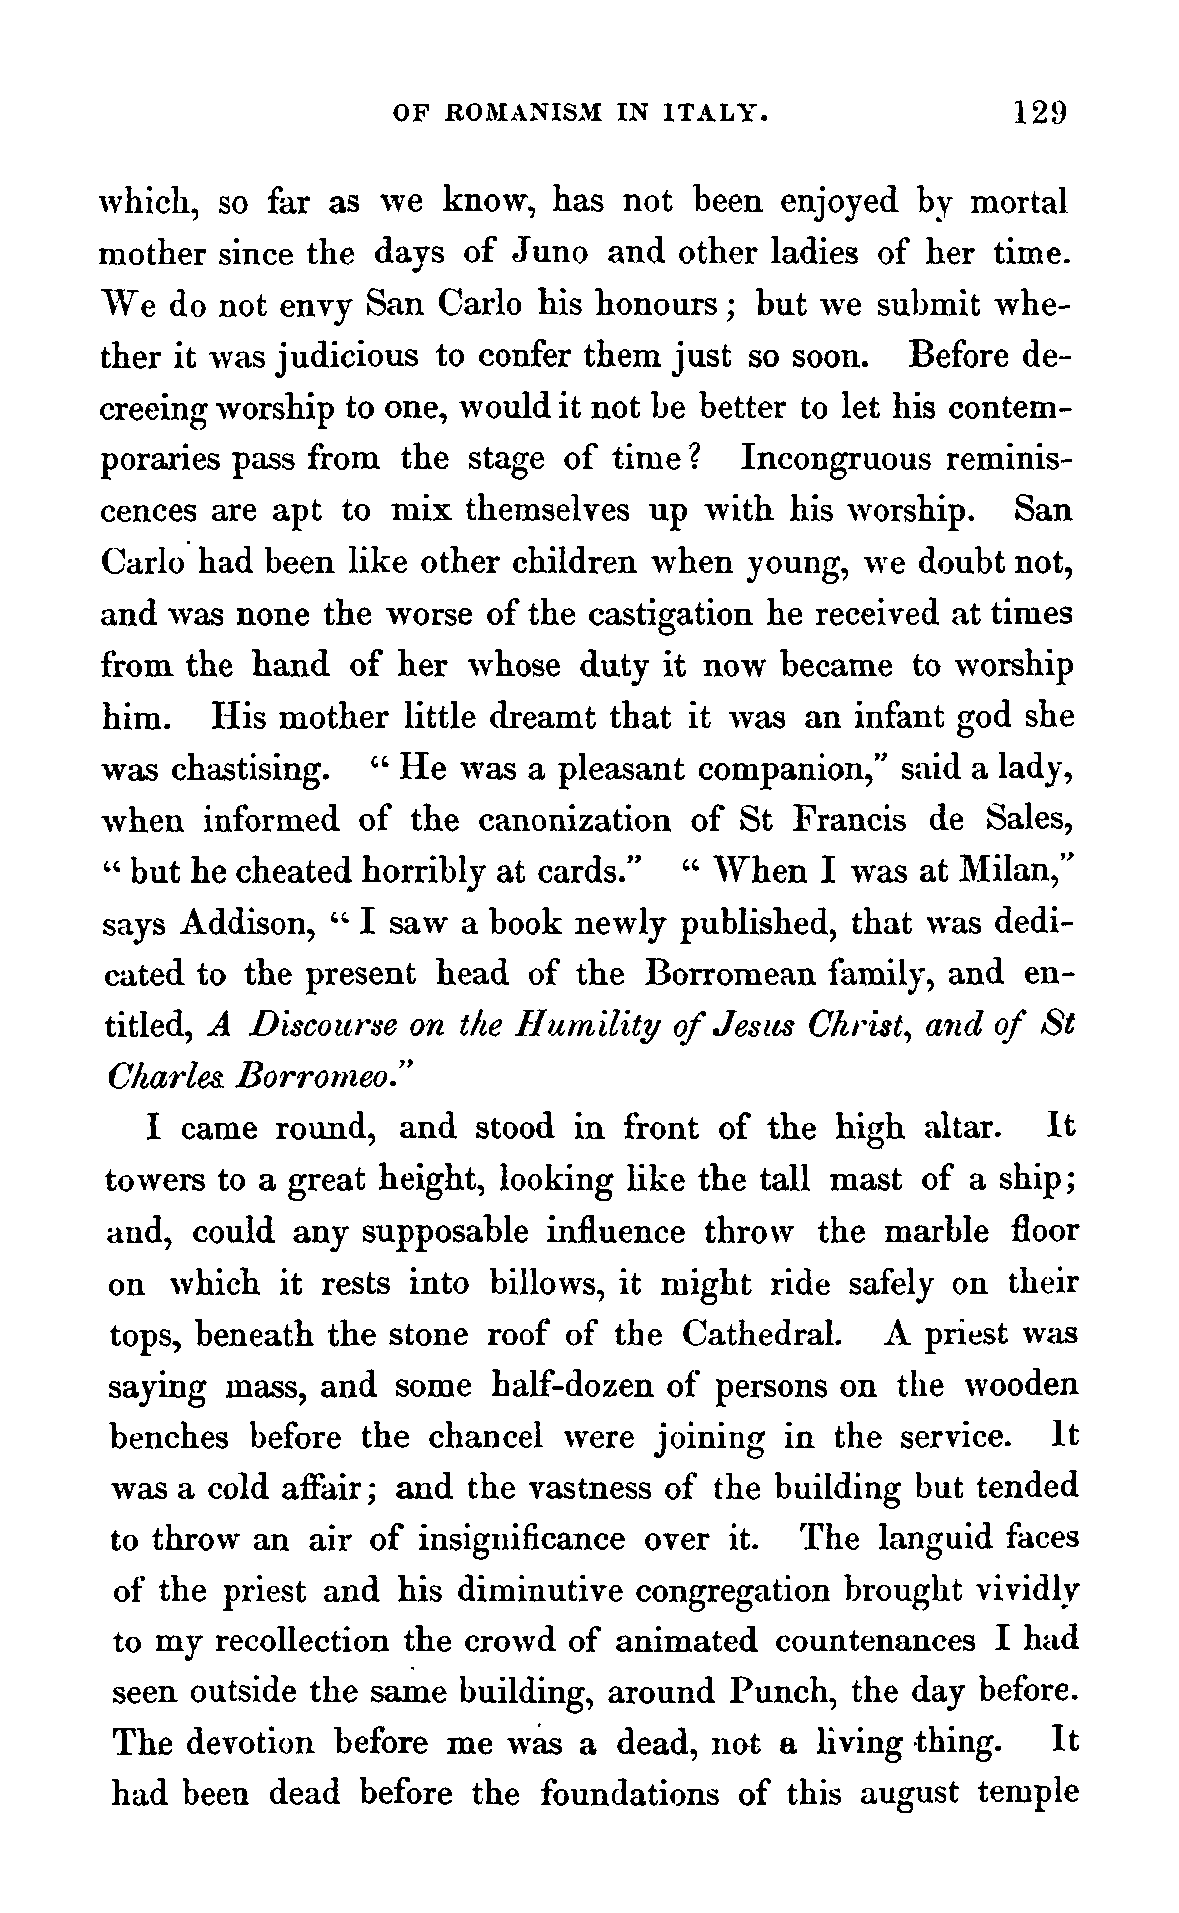 OF ROMANISM IN ITALY. 129
which, so far as we know, has not been enjoyed by mortal
mother since the days of Juno and other ladies of her time.
We do not envy San Carlo his honours; but we submit whe-
ther it was judicious to confer them just so soon. Before de-
creeing worship to one, would it not be better to let his contem-
poraries pass from the stage of time? Incongruous reminis-
cences are apt to mix themselves up with his worship. San
Carlo had been like other children when young, we doubt not,
and was none the worse of the castigation he received at times
from the hand of her whose duty it now became to worship
him. His mother little dreamt that it was an infant god she
was chastising. “He was a pleasant companion,” said a lady,
when informed of the canonization of St Francis de Sales,
“but he cheated horribly at cards.” “When I was at Milan,”
says Addison, “I saw a book newly published, that was dedi-
cated to the present head of the Borromean family, and en-
titled, A Discourse on the Humility of Jesus Christ, and of St
Charles Borromeo.”
I came round, and stood in front of the high altar. It
towers to a great height, looking like the tall mast of a ship;
and, could any supposable influence throw the marble floor
on which it rests into billows, it might ride safely on their
tops, beneath the stone roof of the Cathedral. A priest was
saying mass, and some half-dozen of persons on the wooden
benches before the chancel were joining in the service. It
was a cold affair; and the vastness of the building but tended
to throw an air of insignificance over it. The languid faces
of the priest and his diminutive congregation brought vividly
to my recollection the crowd of animated countenances I had
seen outside the same building, around Punch, the day before.
The devotion before me was a dead, not a living thing. It
had been dead before the foundations of this august temple